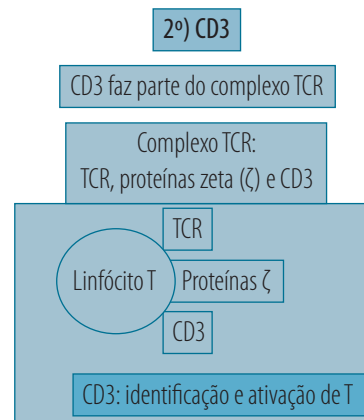 2º) CD3
CD3 faz parte do complexo TCR
Complexo TCR:
TCR, proteínas zeta (ζ) e CD3
TCR
Linfócito T
Proteínas ζ
CD3
CD3: identificação e ativação de T